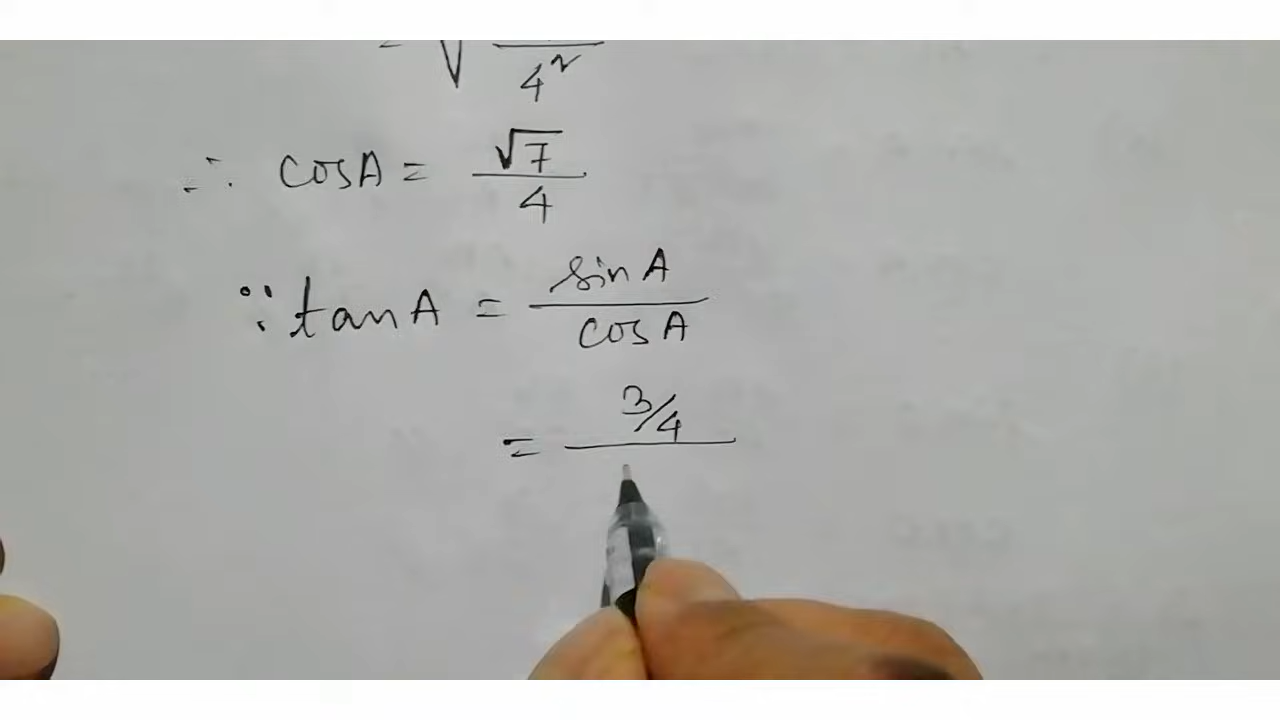 = √ ─ / 4²
∴ cosA = √7 / 4
∵ tanA = sinA / cosA
= 3/4